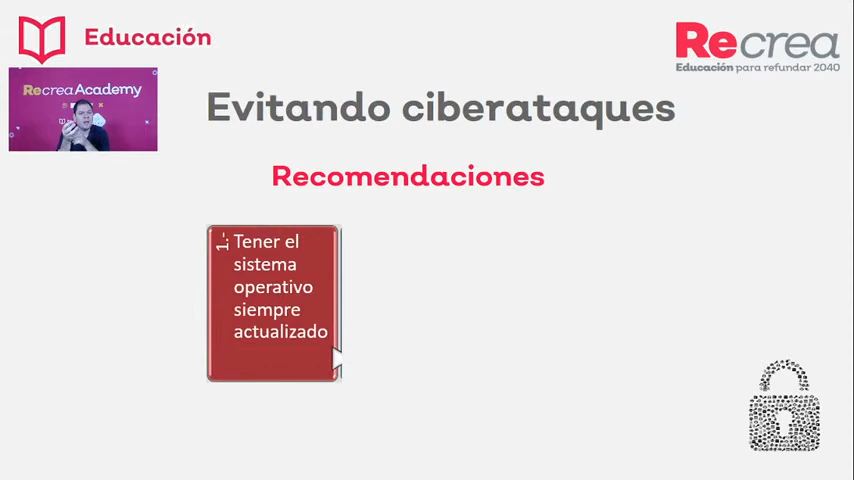 Educación
Recrea
Educación para refundar 2040
Recrea Academy
Evitando ciberataques
Recomendaciones
1.- Tener el
sistema
operativo
siempre
actualizado